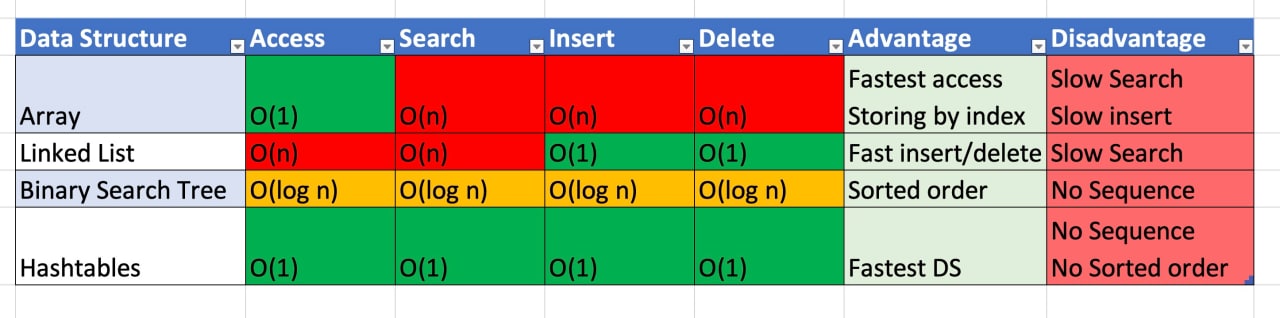 Data Structure Access Search Insert Delete Advantage Disadvantage
Fastest access Slow Search
Array O(1) O(n) O(n) O(n) Storing by index Slow insert
Linked List O(n) O(n) O(1) O(1) Fast insert/delete Slow Search
Binary Search Tree O(log n) O(log n) O(log n) O(log n) Sorted order No Sequence
No Sequence
Hashtables O(1) O(1) O(1) O(1) Fastest DS No Sorted order